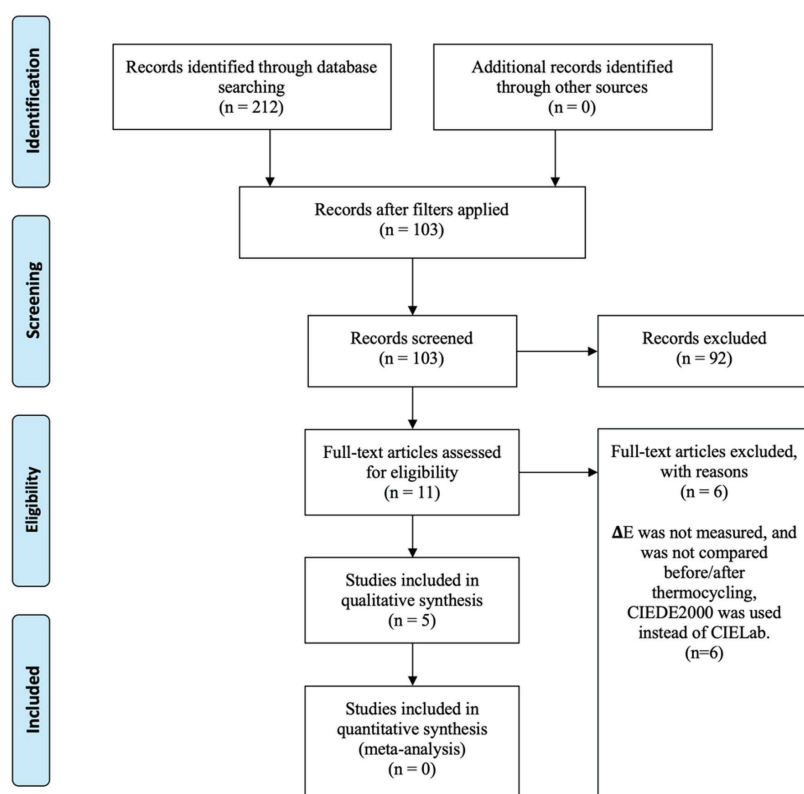 Identification
Records identified through database
searching
(n = 212)
Additional records identified
through other sources
(n = 0)
Records after filters applied
(n = 103)
Screening
Records screened
(n = 103)
Records excluded
(n = 92)
Eligibility
Full-text articles assessed
for eligibility
(n = 11)
Full-text articles excluded,
with reasons
(n = 6)
ΔE was not measured, and
was not compared
before/after
thermocycling,
CIEDE2000 was used
instead of CIELab.
(n=6)
Studies included in
qualitative synthesis
(n = 5)
Included
Studies included in
quantitative synthesis
(meta-analysis)
(n = 0)